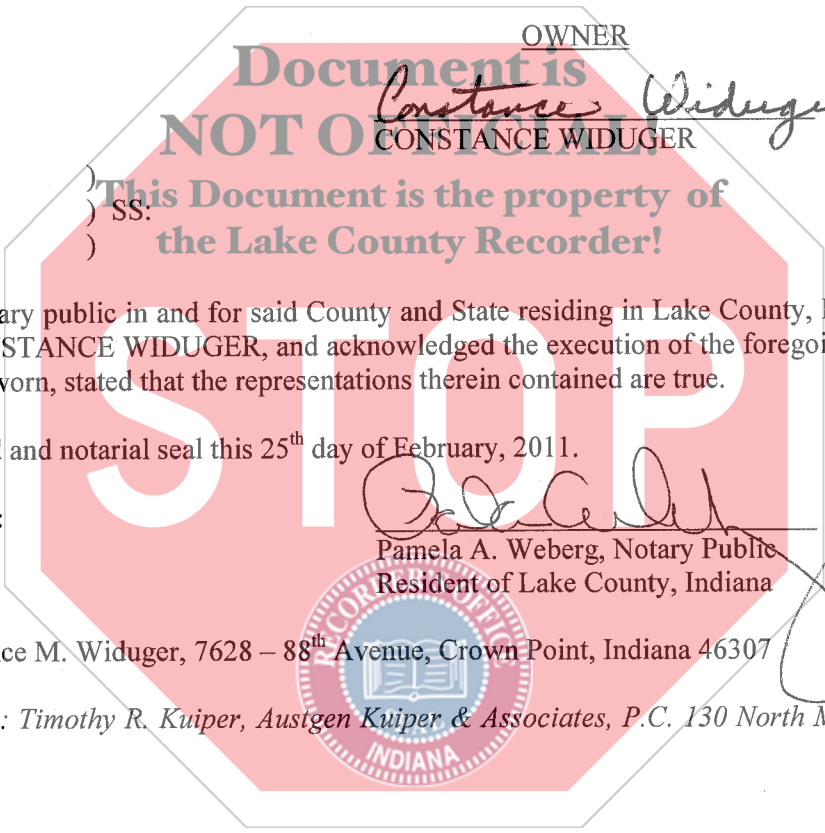 OWNER
Document is
Constance Widuger
NOT OFFICIAL!
CONSTANCE WIDUGER
)
This Document is the property of
) SS:
)
the Lake County Recorder!
ary public in and for said County and State residing in Lake County,
STANCE WIDUGER, and acknowledged the execution of the foregoi
vorn, stated that the representations therein contained are true.
and notarial seal this 25th day of February, 2011.
STOP
:
Pamela A. Weberg, Notary Public
Resident of Lake County, Indiana
RECORDER'S OFFICE
ce M. Widuger, 7628 – 88th Avenue, Crown Point, Indiana 46307
: Timothy R. Kuiper, Austgen Kuiper & Associates, P.C. 130 North M
INDIANA